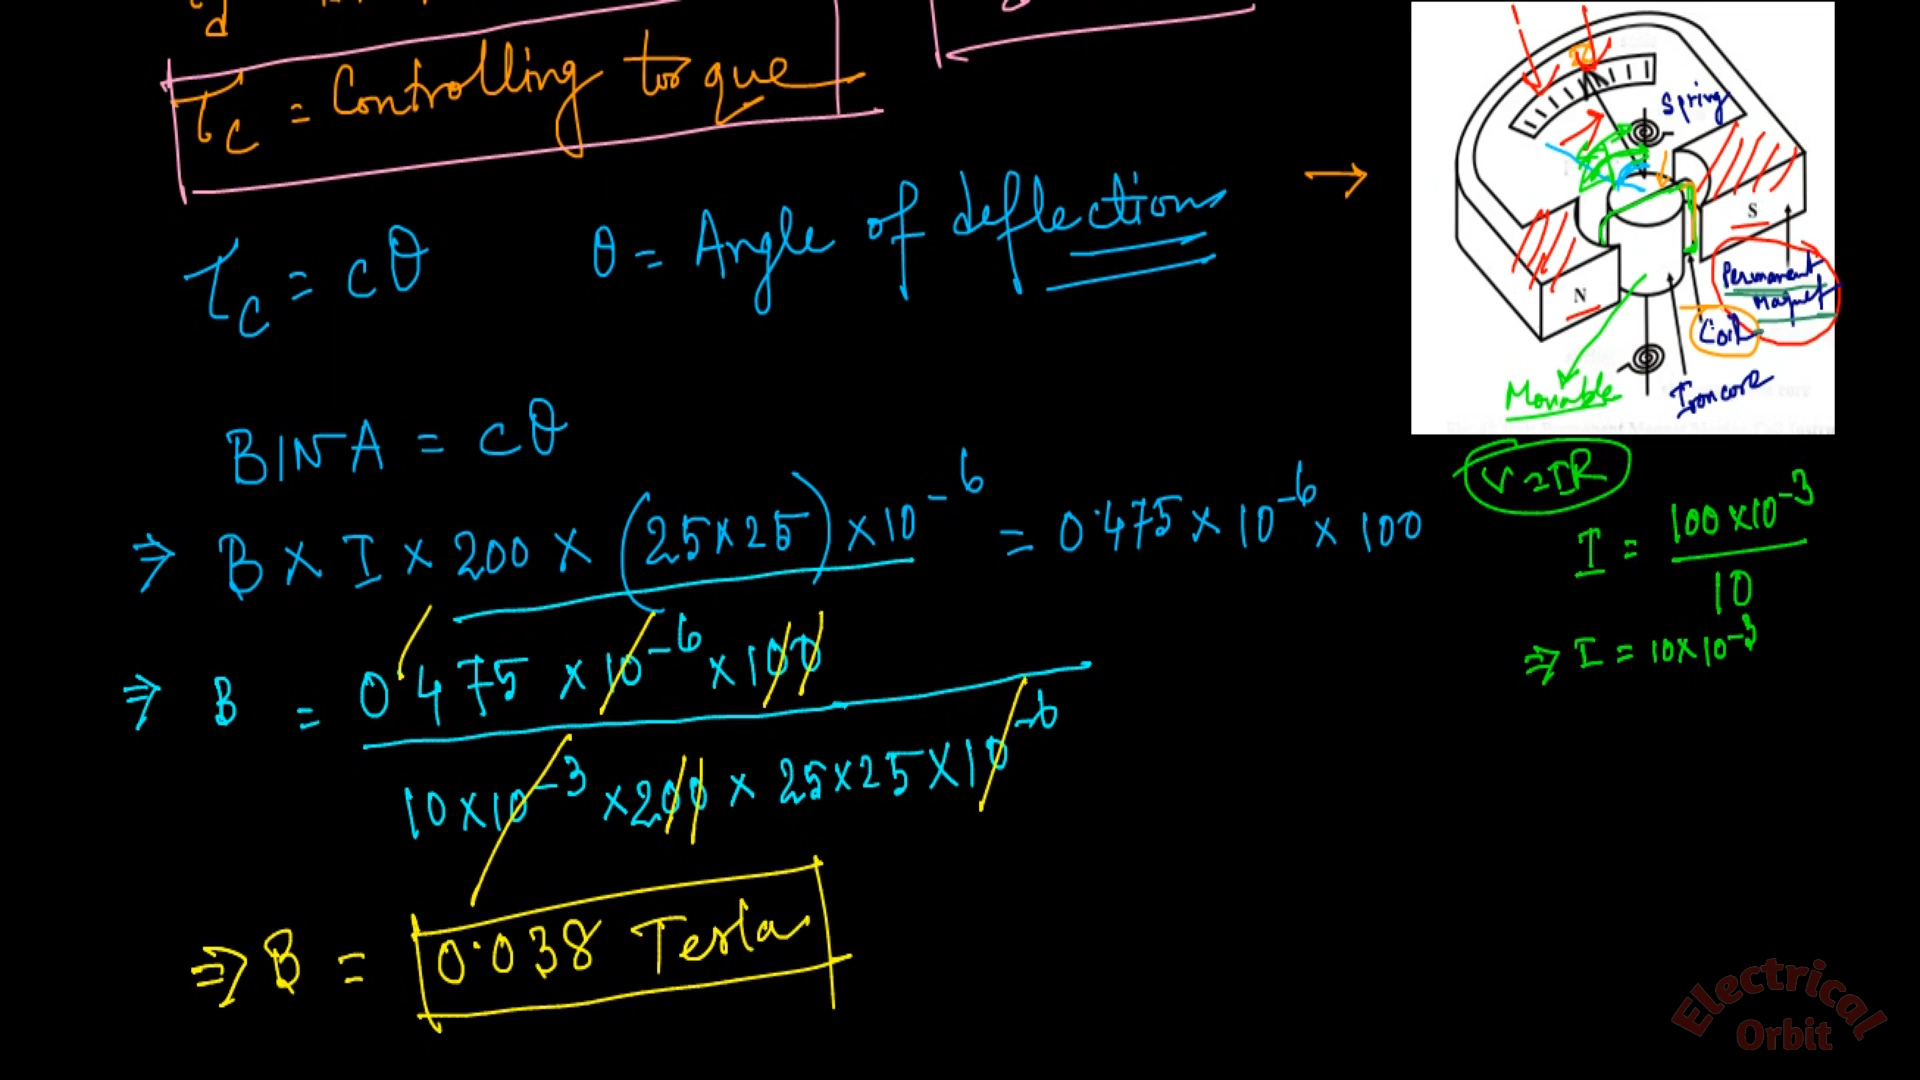 τd
τc = Controlling torque
τc = cθ θ = Angle of deflection
BINA = cθ
⇒ B × I × 200 × (25×25) × 10^-6 = 0.475 × 10^-6 × 100
⇒ B = 0.475 × 10^-6 × 100 / 10×10^-3 × 200 × 25×25×10^-6
⇒ B = 0.038 Tesla
Spring
S
N
Permanent
Magnet
Coil
Movable
Iron core
V = IR
I = 100×10^-3 / 10
⇒ I = 10×10^-3
Electrical
Orbit